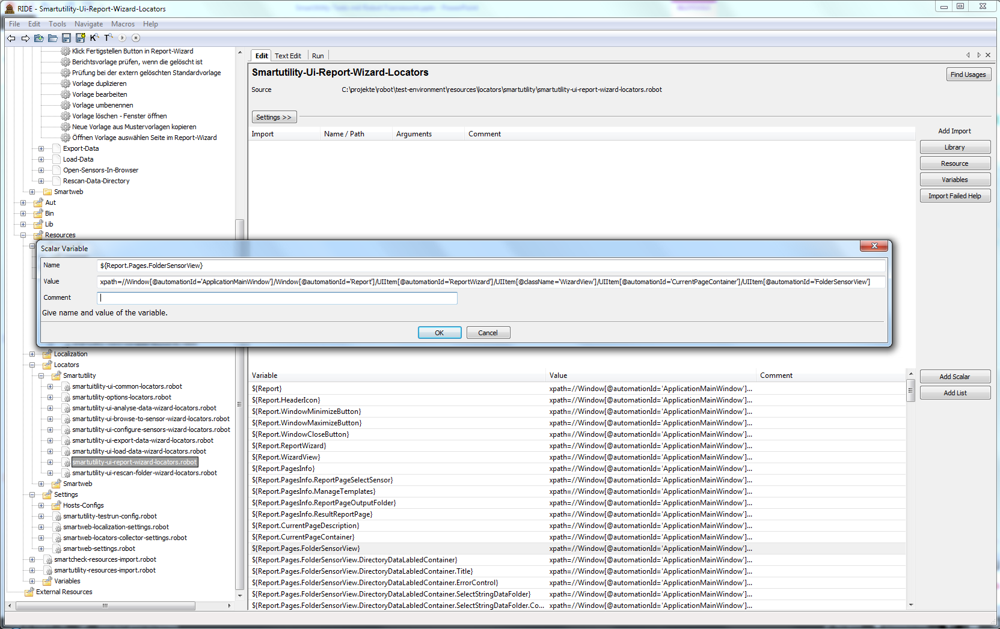 RIDE - Smartutility-Ui-Report-Wizard-Locators
File Edit Tools Navigate Macros Help
Klick Fertigstellen Button in Report-Wizard
Berichtsvorlage prüfen, wenn die gelöscht ist
Prüfung bei der extern gelöschten Standardvorlage
Vorlage duplizieren
Vorlage bearbeiten
Vorlage umbenennen
Vorlage löschen - Fenster öffnen
Neue Vorlage aus Mustervorlagen kopieren
Öffnen Vorlage auswählen Seite im Report-Wizard
Export-Data
Load-Data
Open-Sensors-In-Browser
Rescan-Data-Directory
Smartweb
Aut
Bin
Lib
Resources
Edit Text Edit Run
Smartutility-Ui-Report-Wizard-Locators
Find Usages
Source C:\projekte\robot\test-environment\resources\locators\smartutility\smartutility-ui-report-wizard-locators.robot
Settings >>
Import Name / Path Arguments Comment
Add Import
Library
Resource
Variables
Import Failed Help
Scalar Variable
Name ${Report.Pages.FolderSensorView}
Value xpath=//Window[@automationId='ApplicationMainWindow']/Window[@automationId='Report']/UIItem[@automationId='ReportWizard']/UIItem[@className='WizardView']/UIItem[@automationId='CurrentPageContainer']/UIItem[@automationId='FolderSensorView']
Comment
Give name and value of the variable.
OK Cancel
Localization
Locators
Smartutility
smartuitility-ui-common-locators.robot
smartutility-options-locators.robot
smartutility-ui-analyse-data-wizard-locators.robot
smartutility-ui-browse-to-sensor-wizard-locators.robot
smartutility-ui-configure-sensors-wizard-locators.robot
smartutility-ui-export-data-wizard-locators.robot
smartutility-ui-load-data-wizard-locators.robot
smartutility-ui-report-wizard-locators.robot
smartutility-ui-rescan-folder-wizard-locators.robot
Smartweb
Settings
Hosts-Configs
smartutility-testrun-config.robot
smartweb-localization-settings.robot
smartweb-locators-collector-settings.robot
smartweb-settings.robot
smartcheck-resources-import.robot
smartutility-resources-import.robot
Variables
External Resources
Variable Value Comment
${Report} xpath=//Window[@automationId='ApplicationMainWindow']...
${Report.HeaderIcon} xpath=//Window[@automationId='ApplicationMainWindow']...
${Report.WindowMinimizeButton} xpath=//Window[@automationId='ApplicationMainWindow']...
${Report.WindowMaximizeButton} xpath=//Window[@automationId='ApplicationMainWindow']...
${Report.WindowCloseButton} xpath=//Window[@automationId='ApplicationMainWindow']...
${Report.ReportWizard} xpath=//Window[@automationId='ApplicationMainWindow']...
${Report.WizardView} xpath=//Window[@automationId='ApplicationMainWindow']...
${Report.PagesInfo} xpath=//Window[@automationId='ApplicationMainWindow']...
${Report.PagesInfo.ReportPageSelectSensor} xpath=//Window[@automationId='ApplicationMainWindow']...
${Report.PagesInfo.ManageTemplates} xpath=//Window[@automationId='ApplicationMainWindow']...
${Report.PagesInfo.ReportPageOutputFolder} xpath=//Window[@automationId='ApplicationMainWindow']...
${Report.PagesInfo.ResultReportPage} xpath=//Window[@automationId='ApplicationMainWindow']...
${Report.CurrentPageDescription} xpath=//Window[@automationId='ApplicationMainWindow']...
${Report.CurrentPageContainer} xpath=//Window[@automationId='ApplicationMainWindow']...
${Report.Pages.FolderSensorView} xpath=//Window[@automationId='ApplicationMainWindow']...
${Report.Pages.FolderSensorView.DirectoryDataLabledContainer} xpath=//Window[@automationId='ApplicationMainWindow']...
${Report.Pages.FolderSensorView.DirectoryDataLabledContainer.Title} xpath=//Window[@automationId='ApplicationMainWindow']...
${Report.Pages.FolderSensorView.DirectoryDataLabledContainer.ErrorControl} xpath=//Window[@automationId='ApplicationMainWindow']...
${Report.Pages.FolderSensorView.DirectoryDataLabledContainer.SelectStringDataFolder} xpath=//Window[@automationId='ApplicationMainWindow']...
${Report.Pages.FolderSensorView.DirectoryDataLabledContainer.SelectStringDataFolder.Co... xpath=//Window[@automationId='ApplicationMainWindow']...
Add Scalar
Add List